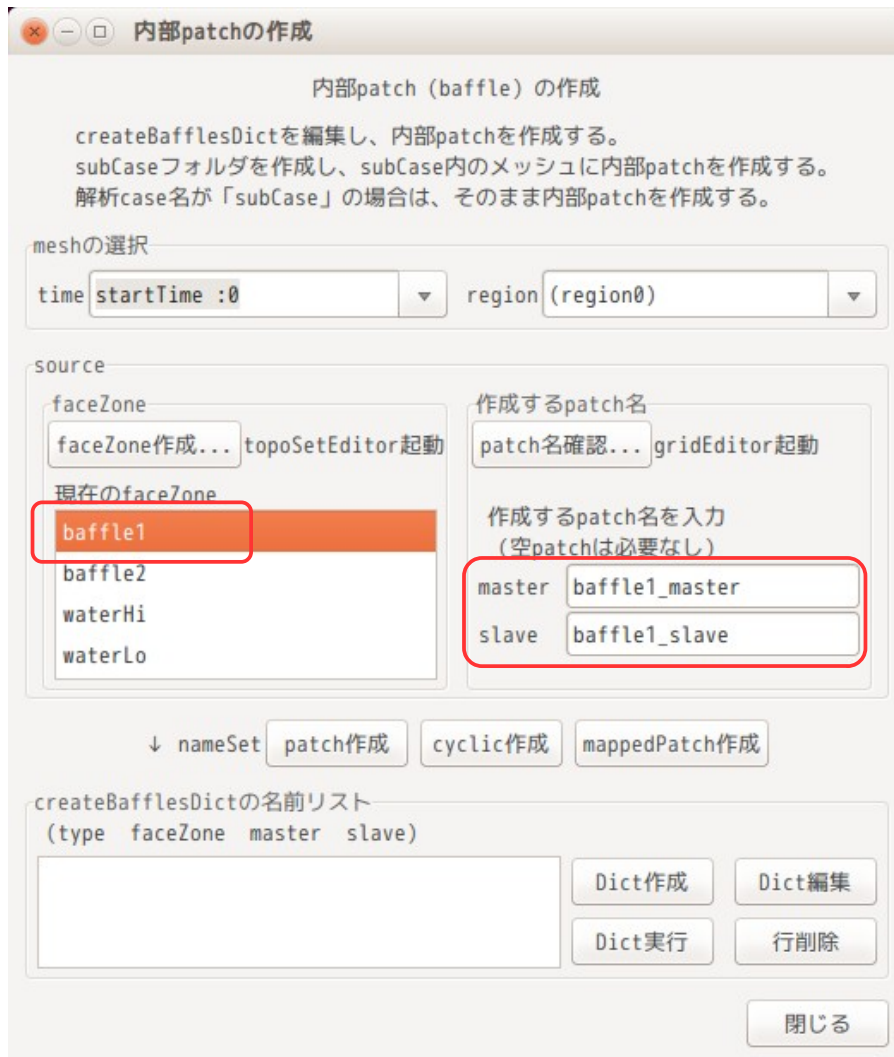 内部patchの作成
内部patch (baffle) の作成
createBafflesDictを編集し、内部patchを作成する。
subCaseフォルダを作成し、subCase内のメッシュに内部patchを作成する。
解析case名が「subCase」の場合は、そのまま内部patchを作成する。
meshの選択
time startTime :0 region (region0)
source
faceZone
faceZone作成... topoSetEditor起動
現在のfaceZone
baffle1
baffle2
waterHi
waterLo
作成するpatch名
patch名確認... gridEditor起動
作成するpatch名を入力
(空patchは必要なし)
master baffle1_master
slave baffle1_slave
↓ nameSet patch作成 cyclic作成 mappedPatch作成
createBafflesDictの名前リスト
(type faceZone master slave)
Dict作成 Dict編集
Dict実行 行削除
閉じる